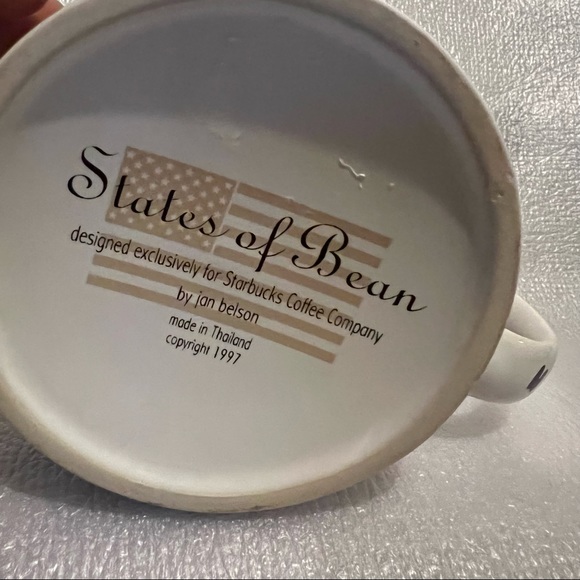 States of Bean
designed exclusively for Starbucks Coffee Company
by jan belson
made in Thailand
copyright 1997